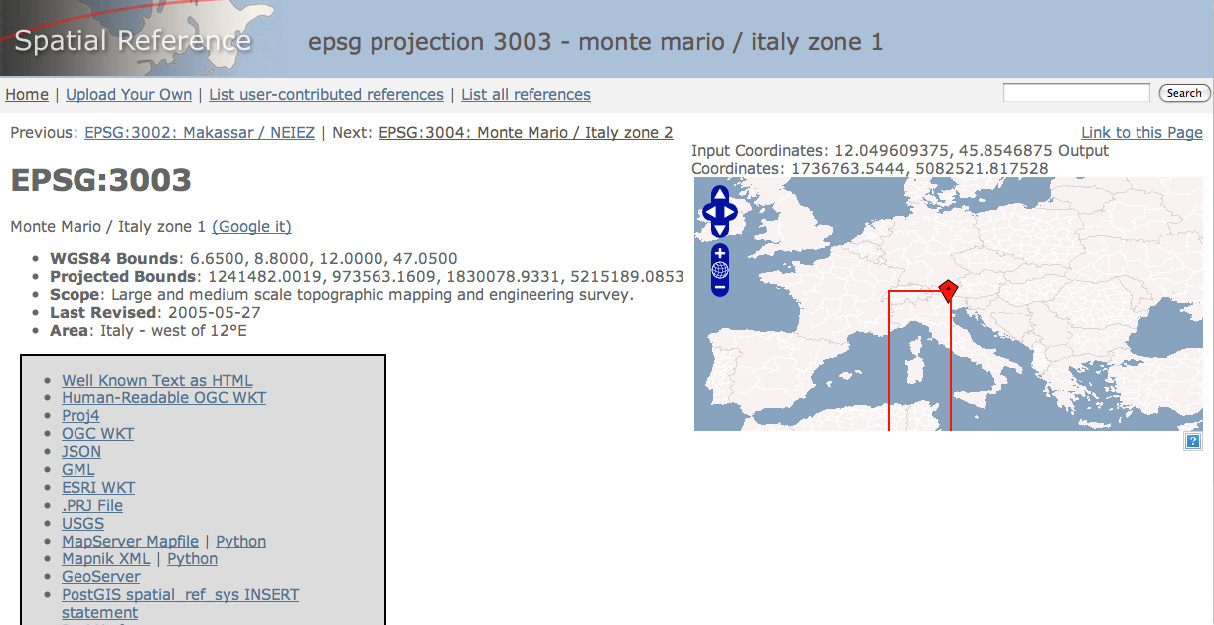 Spatial Reference
epsg projection 3003 - monte mario / italy zone 1
Home | Upload Your Own | List user-contributed references | List all references
Search
Previous: EPSG:3002: Makassar / NEIEZ | Next: EPSG:3004: Monte Mario / Italy zone 2
Link to this Page
Input Coordinates: 12.049609375, 45.8546875 Output
Coordinates: 1736763.5444, 5082521.817528
EPSG:3003
Monte Mario / Italy zone 1 (Google it)
• WGS84 Bounds: 6.6500, 8.8000, 12.0000, 47.0500
• Projected Bounds: 1241482.0019, 973563.1609, 1830078.9331, 5215189.0853
• Scope: Large and medium scale topographic mapping and engineering survey.
• Last Revised: 2005-05-27
• Area: Italy - west of 12°E
• Well Known Text as HTML
• Human-Readable OGC WKT
• Proj4
• OGC WKT
• JSON
• GML
• ESRI WKT
• .PRJ File
• USGS
• MapServer Mapfile | Python
• Mapnik XML | Python
• GeoServer
• PostGIS spatial_ref_sys INSERT
statement
?